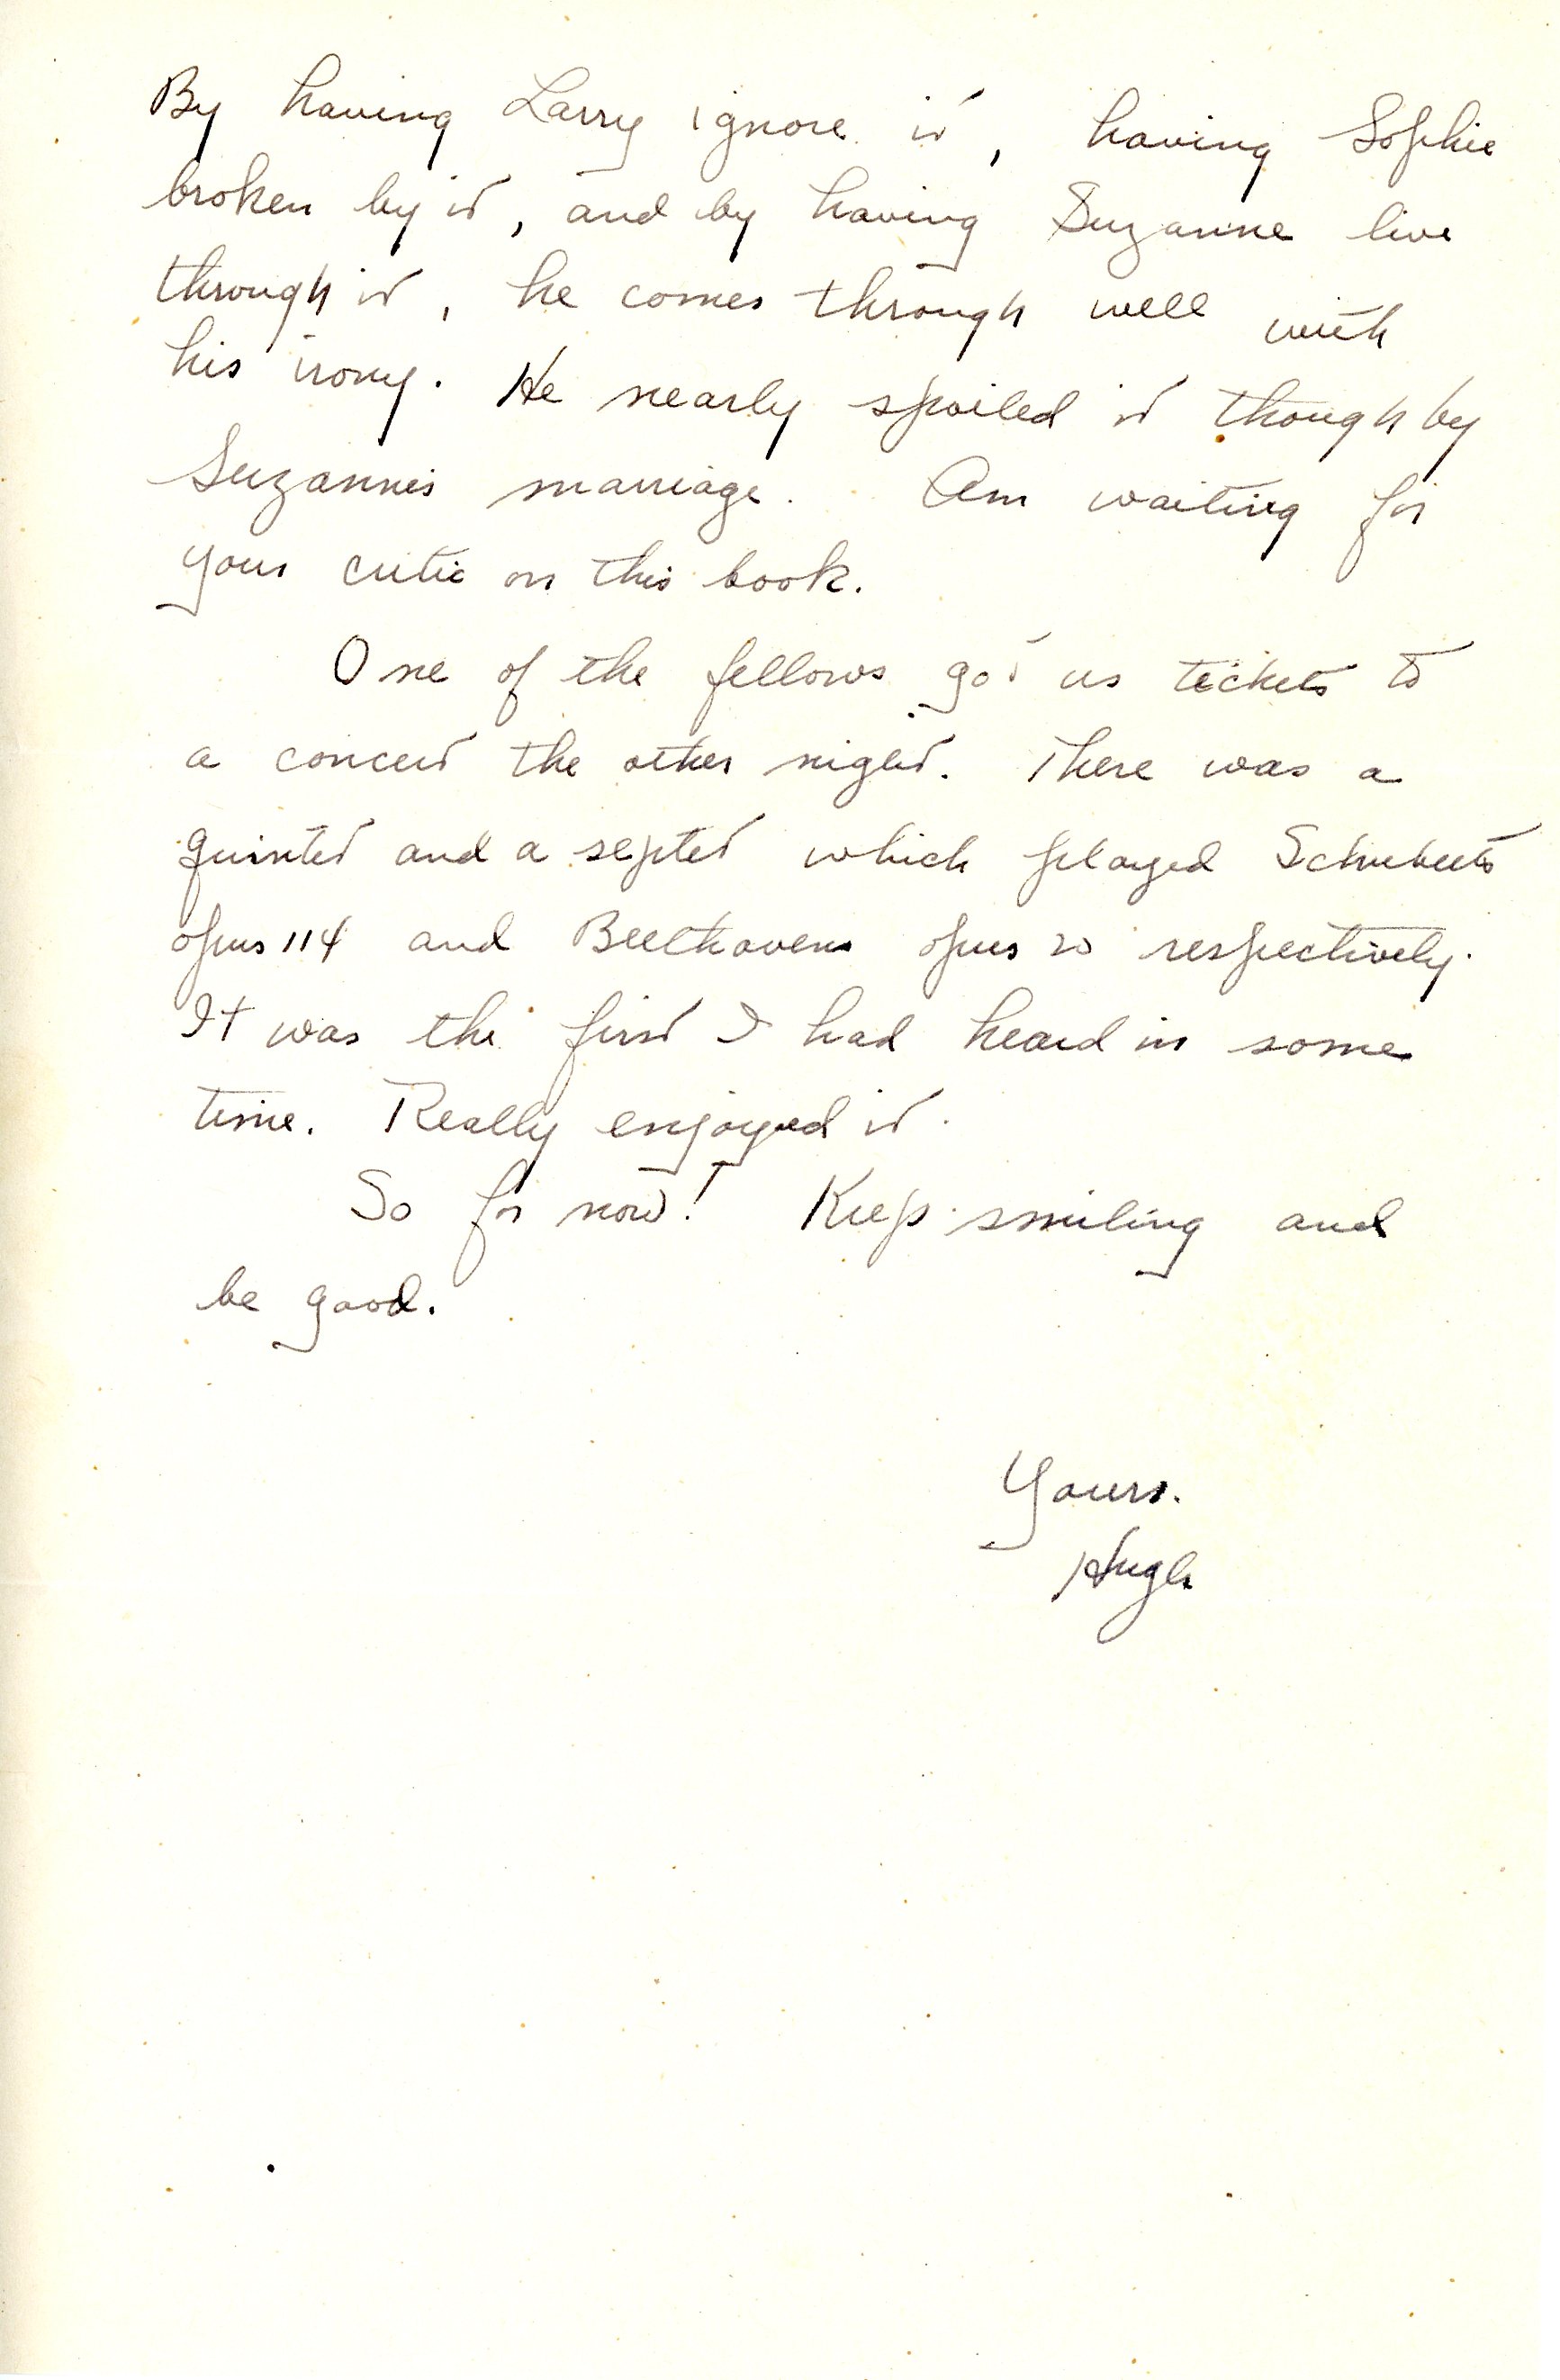 By having Larry ignore it, having Sophie
broken by it, and by having Suzanne live
through it, he comes through well with
his irony. He nearly spoiled it though by
Suzannes marriage. Am waiting for
your critic on this book.
One of the fellows got us tickets to
a concert the other night. There was a
quintet and a septet which played Schuberts
opus 114 and Beethovens opus 20 respectively.
It was the first I had heard in some
time. Really enjoyed it.
So for now! Keep smiling and
be good.
Yours.
Hugh